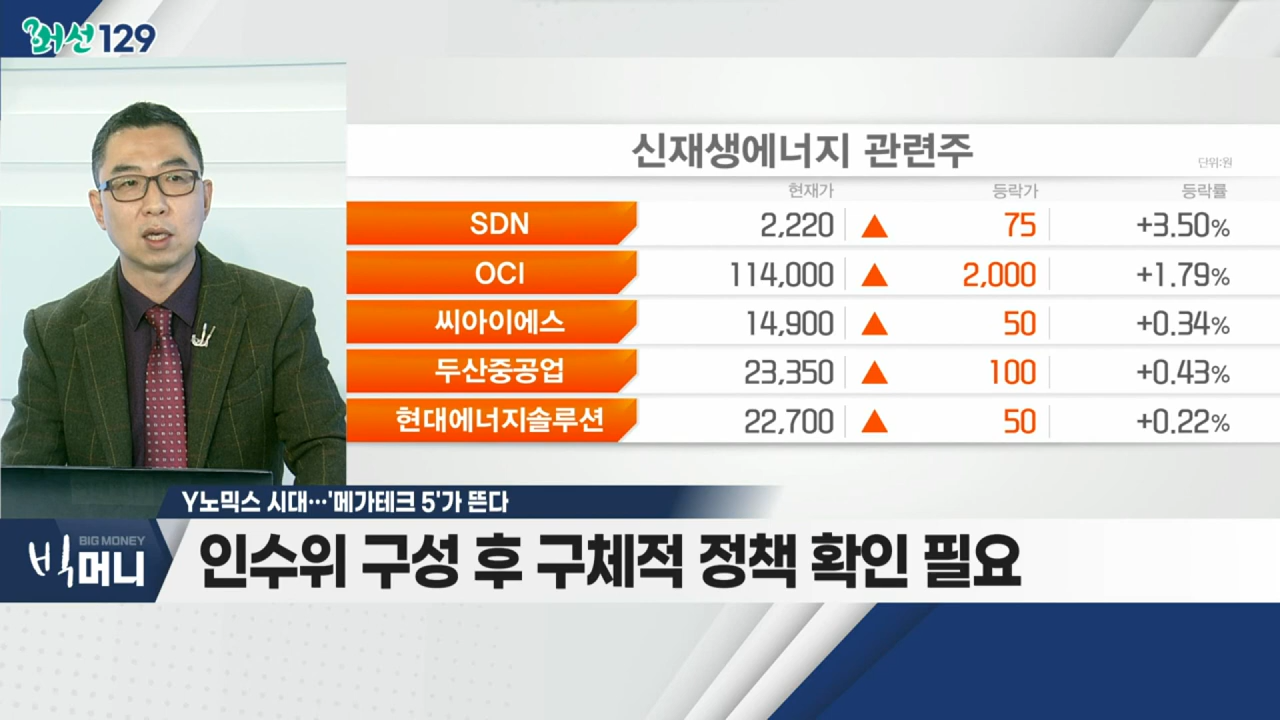 머선129
신재생에너지 관련주
단위:원
현재가 등락가 등락률
SDN 2,220 ▲ 75 +3.50%
OCI 114,000 ▲ 2,000 +1.79%
씨아이에스 14,900 ▲ 50 +0.34%
두산중공업 23,350 ▲ 100 +0.43%
현대에너지솔루션 22,700 ▲ 50 +0.22%
Y노믹스 시대…'메가테크 5'가 뜬다
BIG MONEY
빅머니
인수위 구성 후 구체적 정책 확인 필요